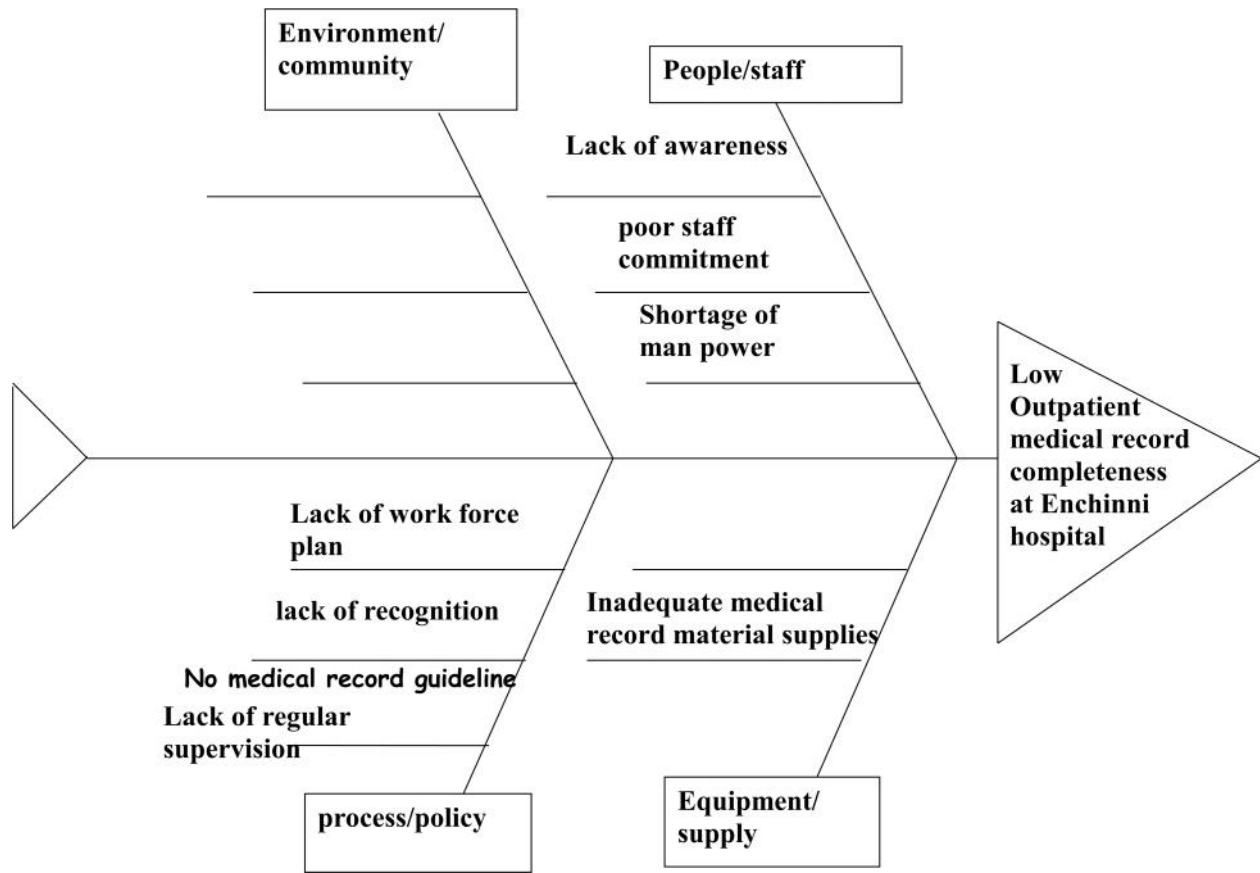 Environment/
community
People/staff
Lack of awareness
poor staff
commitment
Shortage of
man power
Low
Outpatient
medical record
completeness
at Enchinni
hospital
Lack of work force
plan
lack of recognition
No medical record guideline
Lack of regular
supervision
Inadequate medical
record material supplies
process/policy
Equipment/
supply